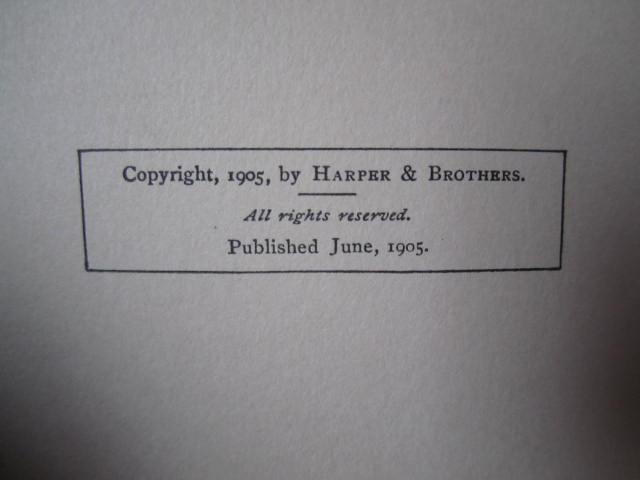 Copyright, 1905, by HARPER & BROTHERS.
All rights reserved.
Published June, 1905.